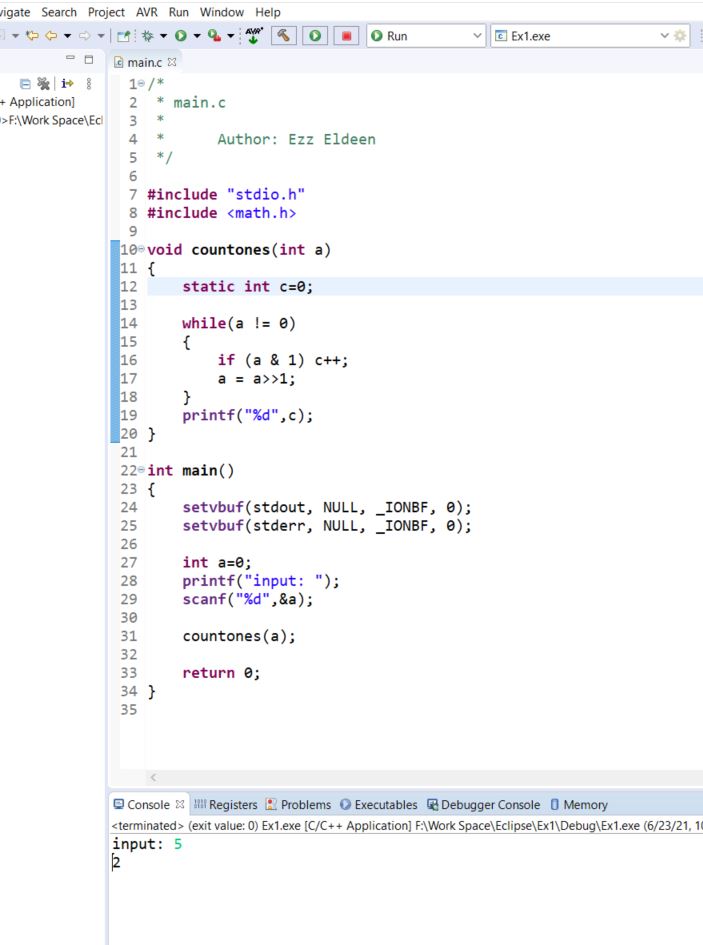 vigate Search Project AVR Run Window Help
AVR Run Ex1.exe
main.c
+ Application]
>F:\Work Space\Ecl
1 /*
2  * main.c
3  *
4  *      Author: Ezz Eldeen
5  */
6
7 #include "stdio.h"
8 #include <math.h>
9
10 void countones(int a)
11 {
12     static int c=0;
13
14     while(a != 0)
15     {
16         if (a & 1) c++;
17         a = a>>1;
18     }
19     printf("%d",c);
20 }
21
22 int main()
23 {
24     setvbuf(stdout, NULL, _IONBF, 0);
25     setvbuf(stderr, NULL, _IONBF, 0);
26
27     int a=0;
28     printf("input: ");
29     scanf("%d",&a);
30
31     countones(a);
32
33     return 0;
34 }
35
Console Registers Problems Executables Debugger Console Memory
<terminated> (exit value: 0) Ex1.exe [C/C++ Application] F:\Work Space\Eclipse\Ex1\Debug\Ex1.exe (6/23/21, 10
input: 5
2